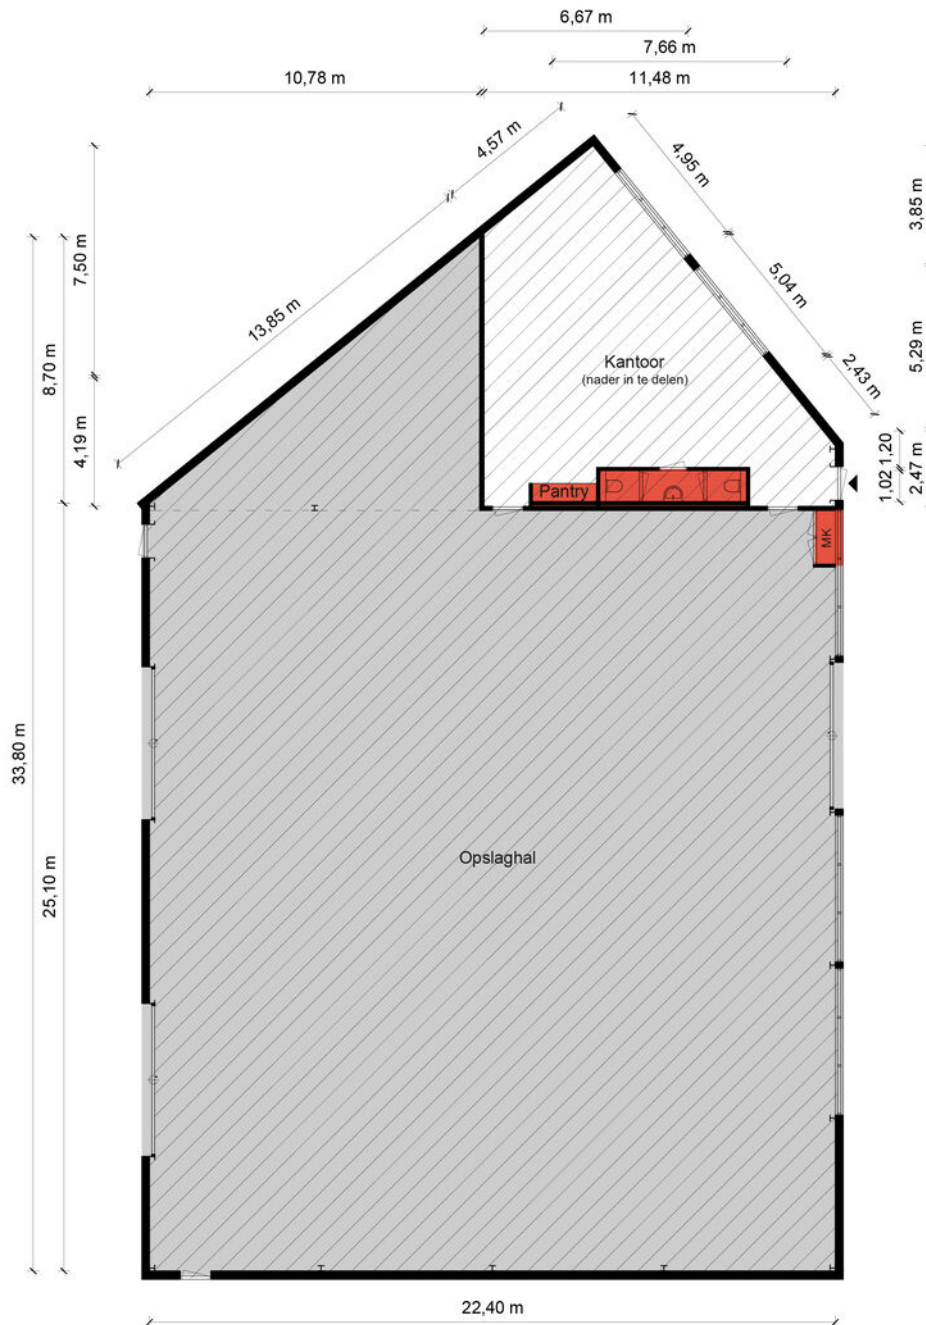 6,67 m
7,66 m
10,78 m
11,48 m
4,57 m
4,95 m
3,85 m
7,50 m
13,85 m
5,04 m
5,29 m
8,70 m
Kantoor
(nader in te delen)
2,43 m
4,19 m
1.20
1,02
2,47 m
Pantry
MK
33,80 m
25,10 m
Opslaghal
22,40 m